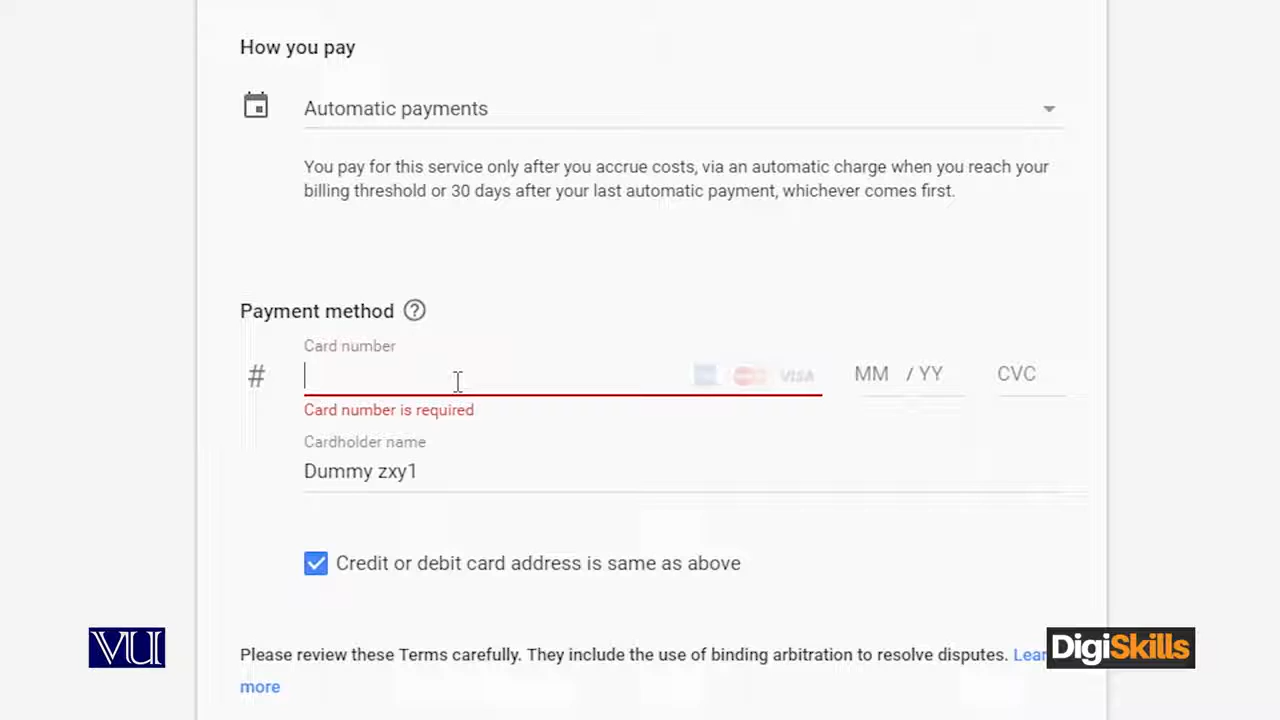 How you pay
Automatic payments
You pay for this service only after you accrue costs, via an automatic charge when you reach your
billing threshold or 30 days after your last automatic payment, whichever comes first.
Payment method ?
Card number
# VISA MM / YY CVC
Card number is required
Cardholder name
Dummy zxy1
Credit or debit card address is same as above
VU
DigiSkills
Please review these Terms carefully. They include the use of binding arbitration to resolve disputes. Lear
more